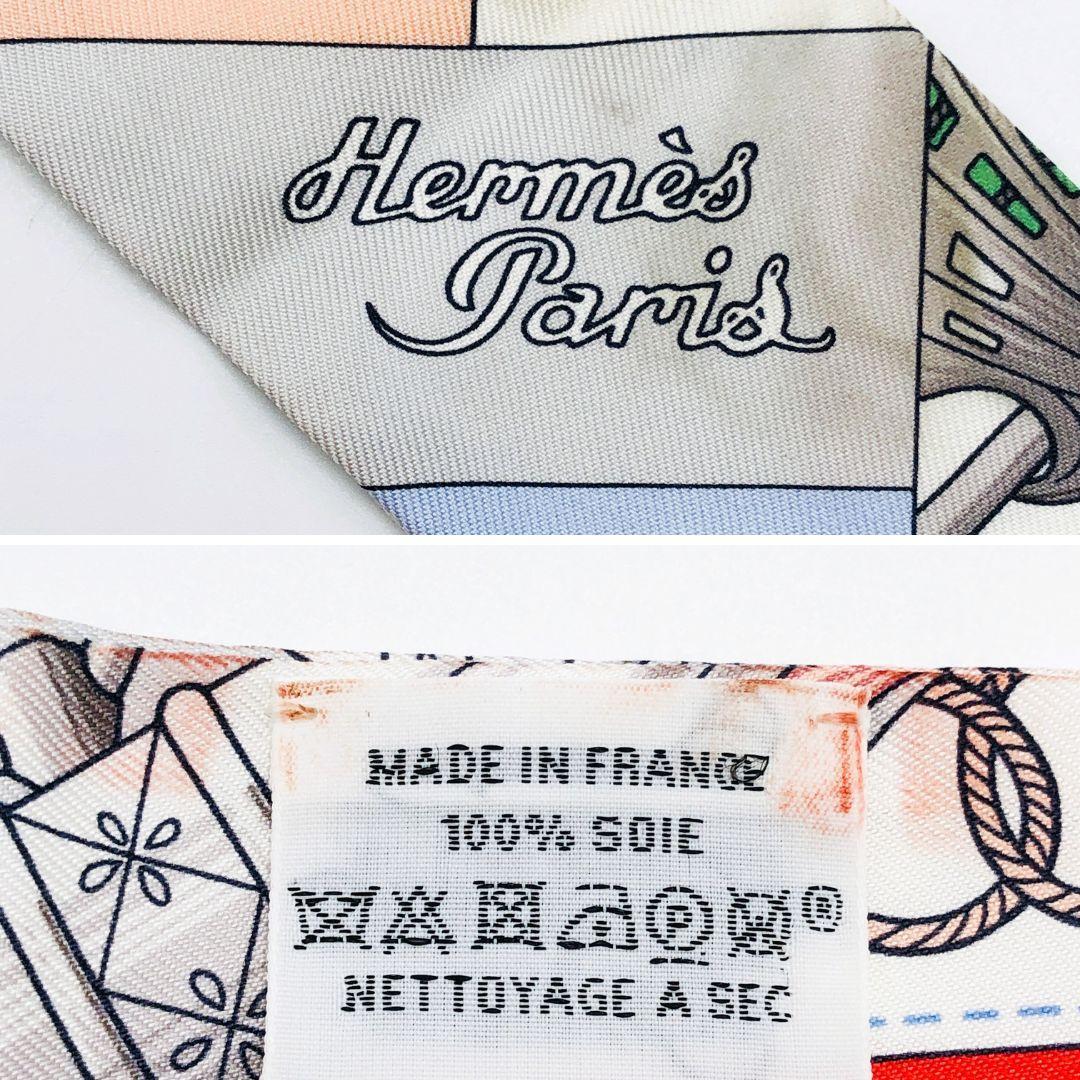 Hermès
Paris
MADE IN FRANCE
100% SOIE
®
NETTOYAGE A SEC